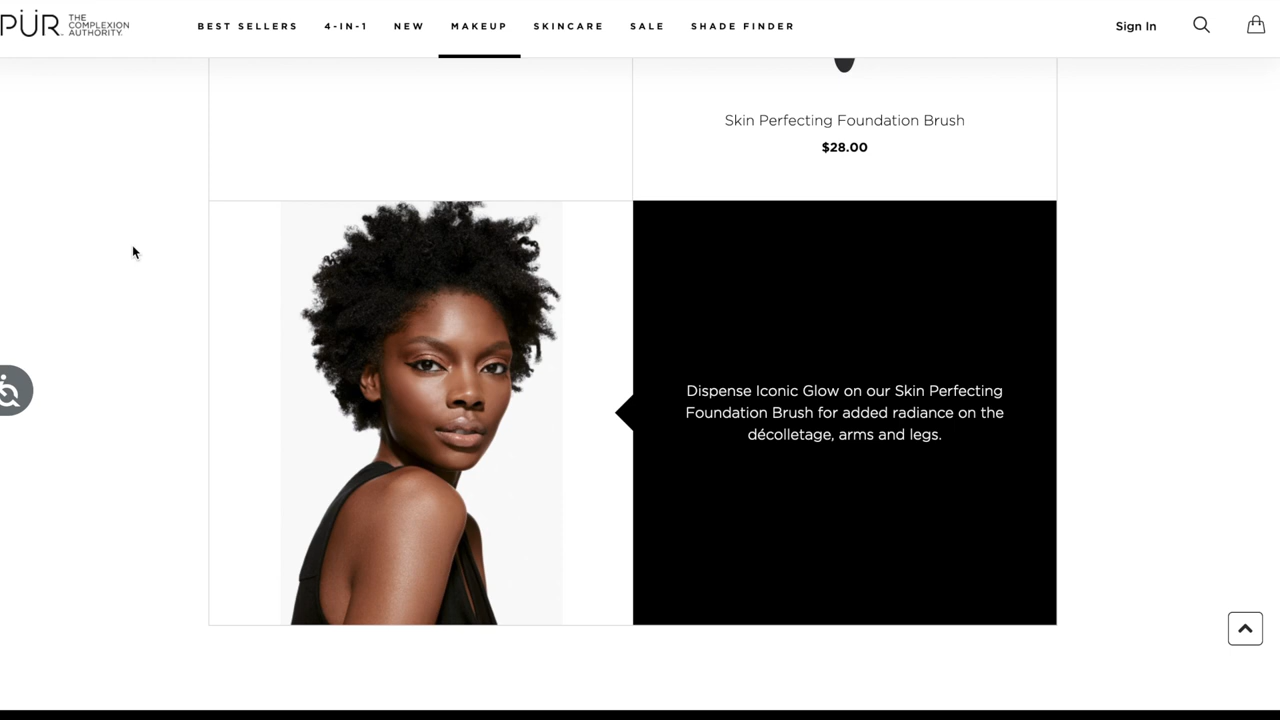 PÜR THE COMPLEXION AUTHORITY.
BEST SELLERS 4-IN-1 NEW MAKEUP SKINCARE SALE SHADE FINDER
Sign In
Skin Perfecting Foundation Brush
$28.00
Dispense Iconic Glow on our Skin Perfecting
Foundation Brush for added radiance on the
décolletage, arms and legs.